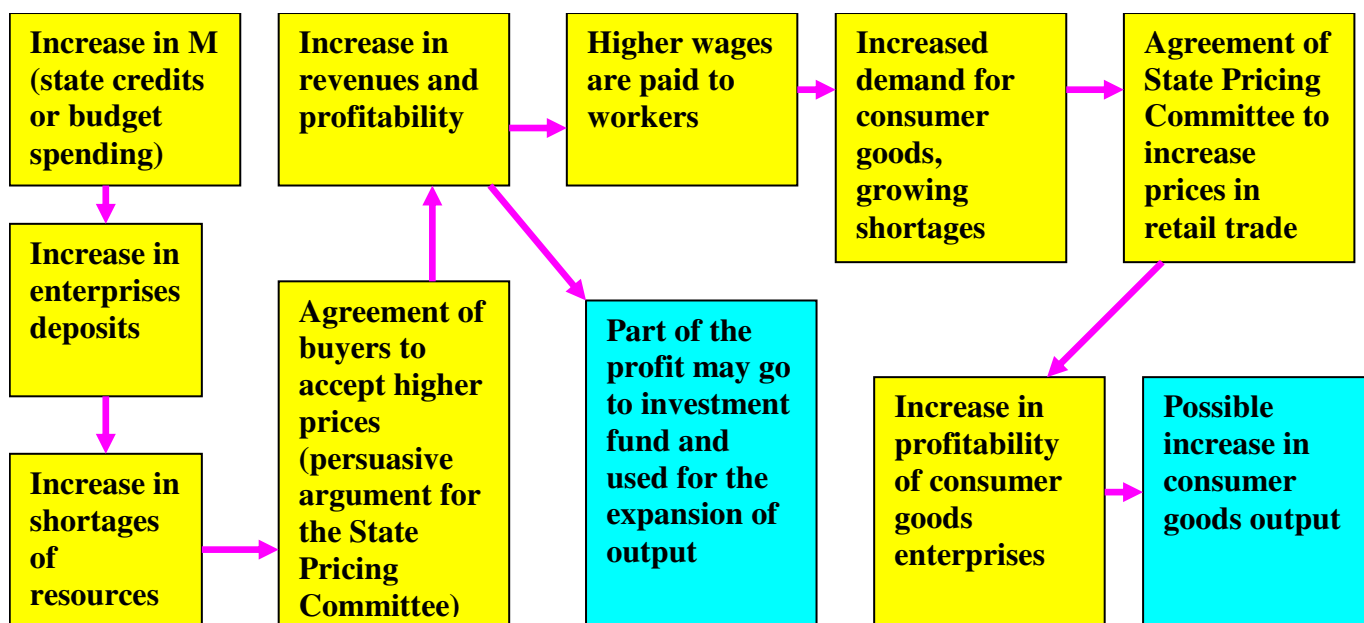 Increase in M
(state credits
or budget
spending)
Increase in
enterprises
deposits
Increase in
shortages
of
resources
Agreement of
buyers to
accept higher
prices
(persuasive
argument for
the State
Pricing
Committee)
Increase in
revenues and
profitability
Higher wages
are paid to
workers
Part of the
profit may go
to investment
fund and
used for the
expansion of
output
Increased
demand for
consumer
goods,
growing
shortages
Agreement of
State Pricing
Committee to
increase
prices in
retail trade
Increase in
profitability
of consumer
goods
enterprises
Possible
increase in
consumer
goods output